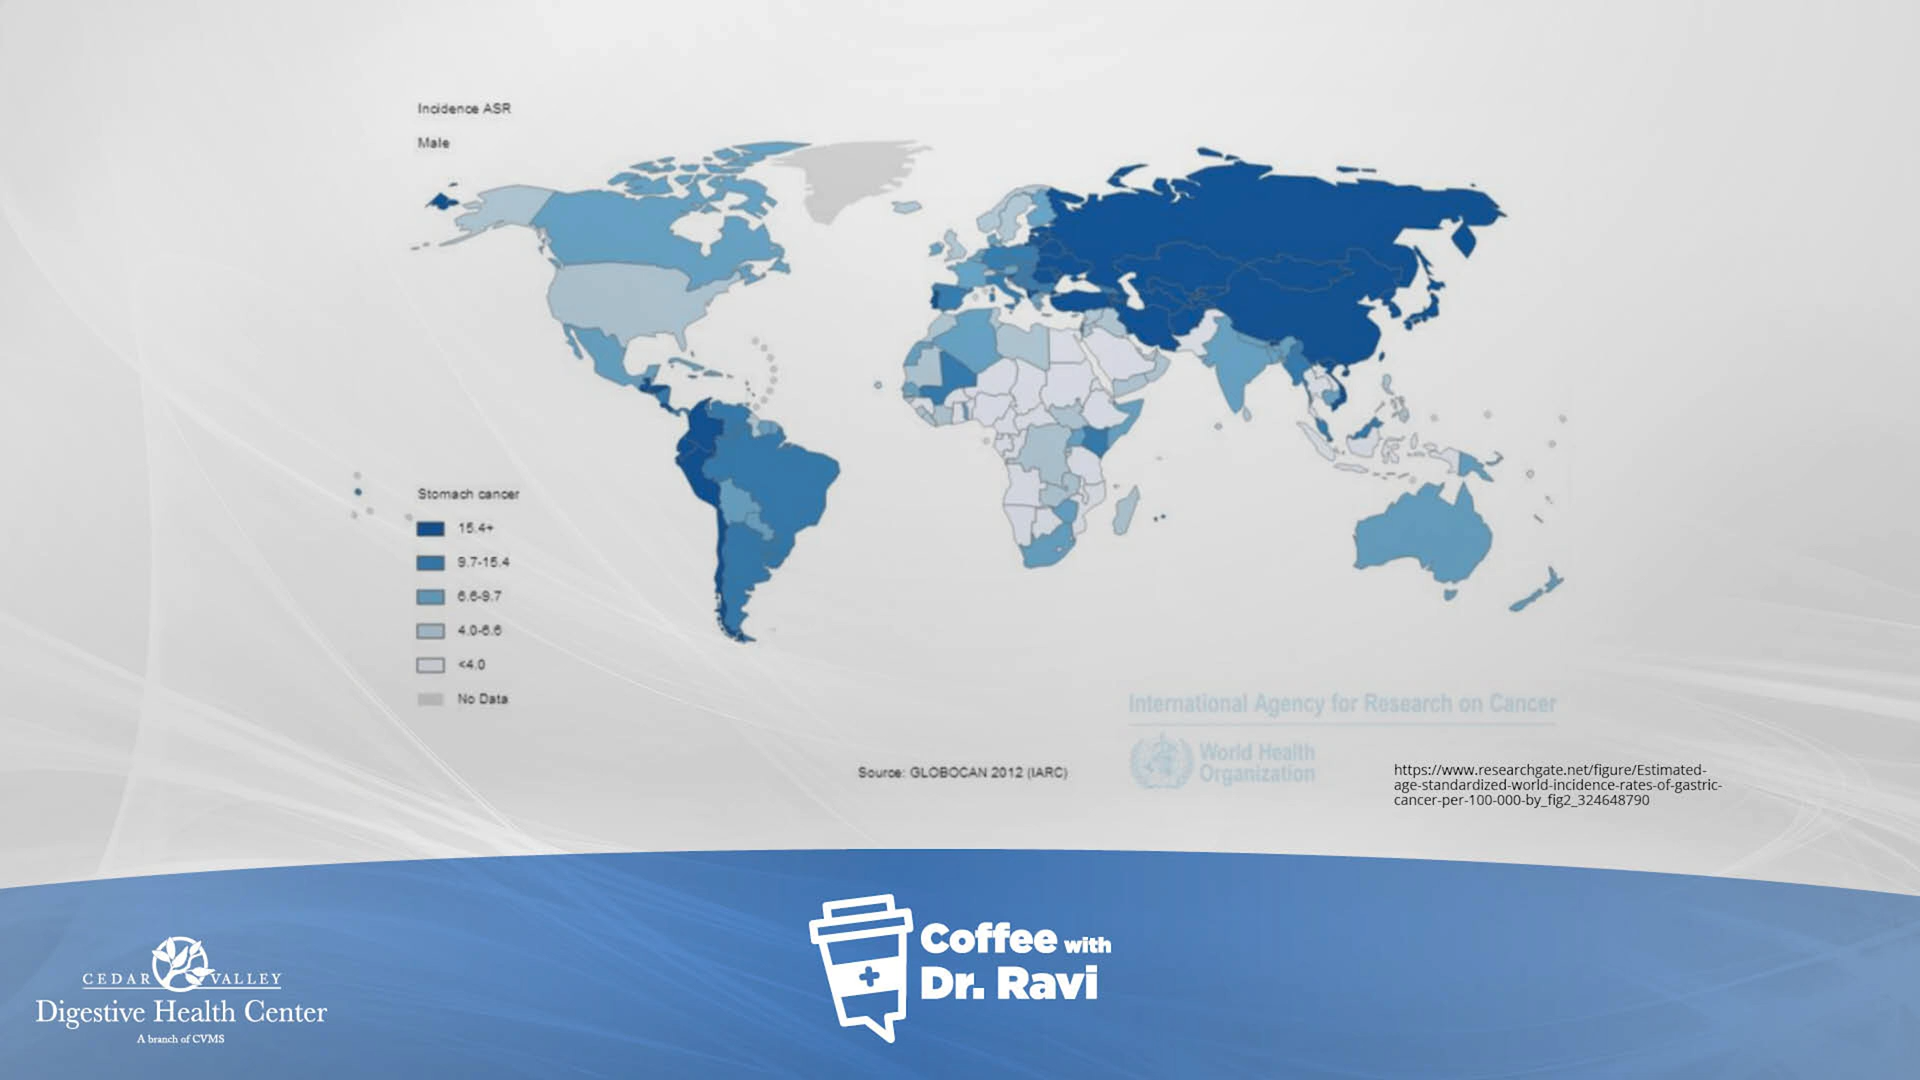 Incidence ASR
Male
Stomach cancer
15.4+
9.7-15.4
6.6-9.7
4.0-6.6
<4.0
No Data
International Agency for Research on Cancer
World Health
Organization
Source: GLOBOCAN 2012 (IARC)
https://www.researchgate.net/figure/Estimated-
age-standardized-world-incidence-rates-of-gastric-
cancer-per-100-000-by_fig2_324648790
Coffee with
Dr. Ravi
CEDAR VALLEY
Digestive Health Center
A branch of CVMS